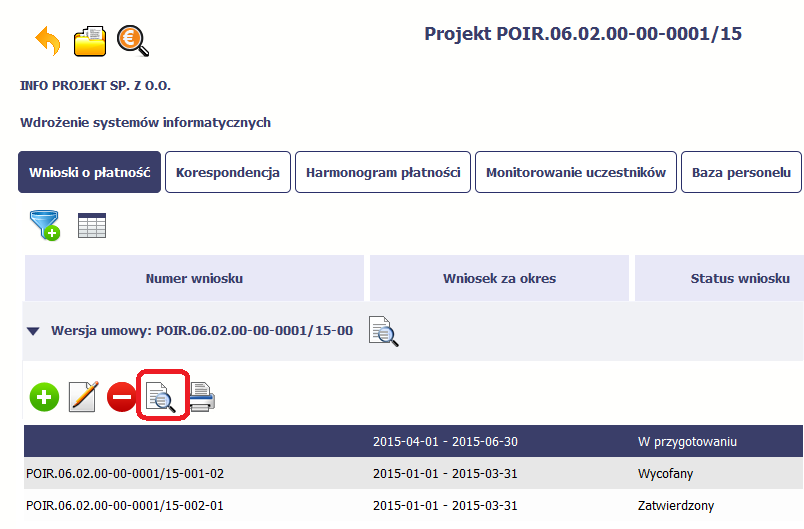 Projekt POIR.06.02.00-00-0001/15
INFO PROJEKT SP. Z O.O.
Wdrożenie systemów informatycznych
Wnioski o płatność Korespondencja Harmonogram płatności Monitorowanie uczestników Baza personelu
Numer wniosku Wniosek za okres Status wniosku
Wersja umowy: POIR.06.02.00-00-0001/15-00
2015-04-01 - 2015-06-30 W przygotowaniu
POIR.06.02.00-00-0001/15-001-02 2015-01-01 - 2015-03-31 Wycofany
POIR.06.02.00-00-0001/15-002-01 2015-01-01 - 2015-03-31 Zatwierdzony